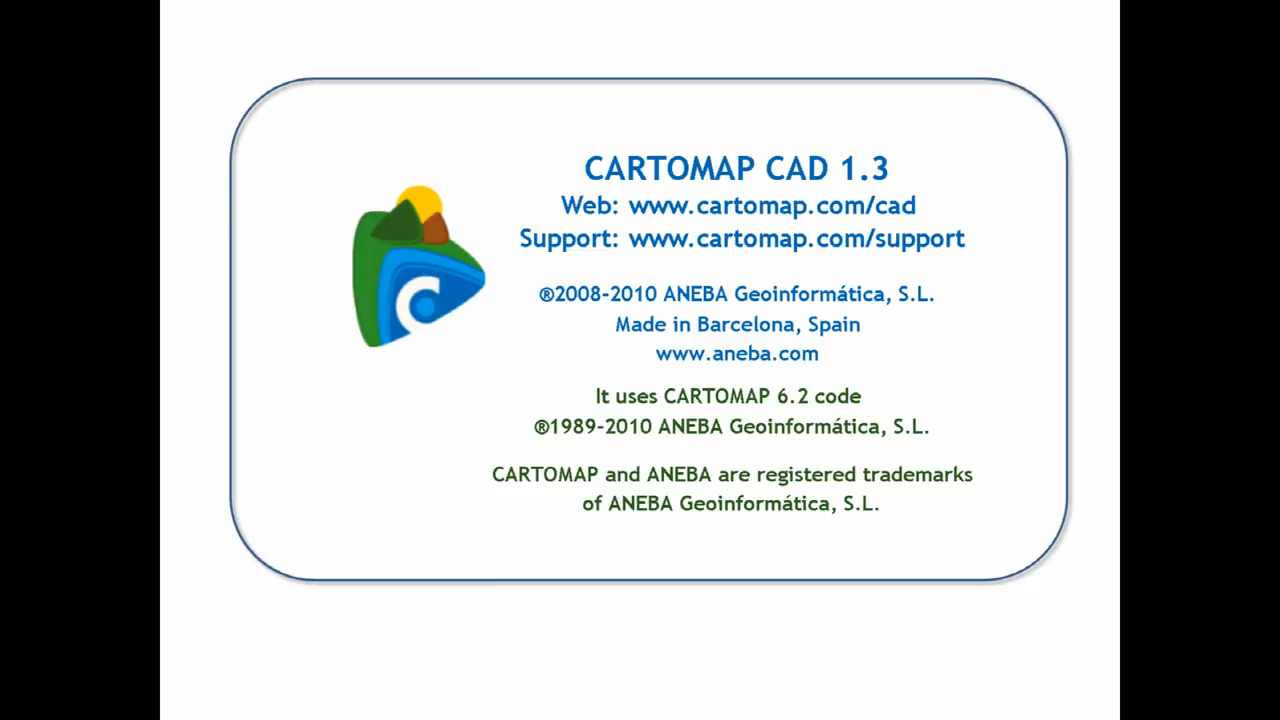 CARTOMAP CAD 1.3
Web: www.cartomap.com/cad
Support: www.cartomap.com/support
®2008-2010 ANEBA Geoinformática, S.L.
Made in Barcelona, Spain
www.aneba.com
It uses CARTOMAP 6.2 code
®1989-2010 ANEBA Geoinformática, S.L.
CARTOMAP and ANEBA are registered trademarks
of ANEBA Geoinformática, S.L.